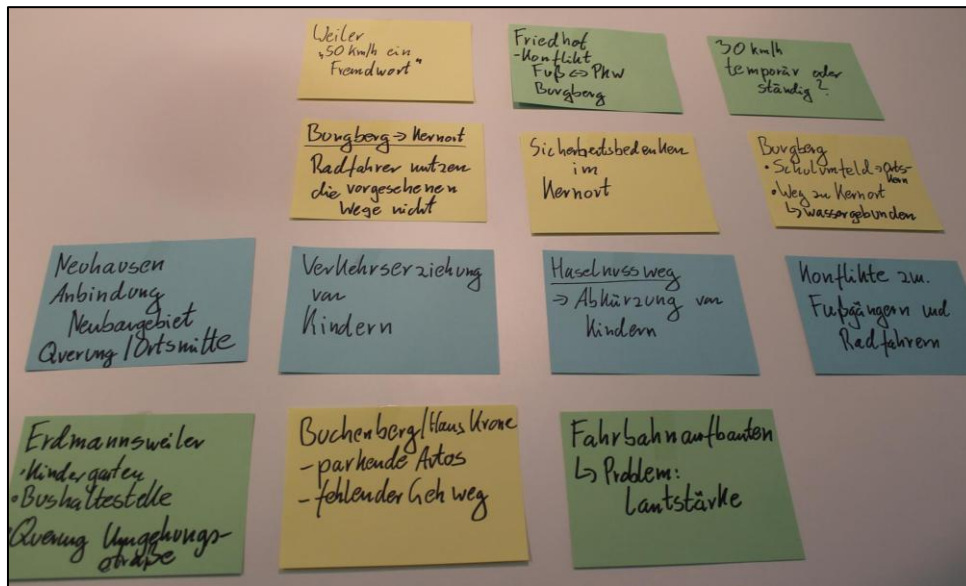 Weiler
„50 km/h ein
Fremdwort"
Friedhof
-Konflikt
Fuß ⇔ Pkw
Burgberg
30 km/h
temporär oder
ständig?
Burgberg → Kernort
Radfahrer nutzen
die vorgesehenen
Wege nicht
Sicherheitsbedenken
im
Kernort
Burgberg
• Schulumfeld → Orts-
kern
• Weg zu Kernort
↳ wassergebunden
Neuhausen
Anbindung
Neubaugebiet
Querung / Ortsmitte
Verkehrserziehung
von
Kindern
Haselnussweg
⇒ Abkürzung von
Kindern
Konflikte zw.
Fußgängern und
Radfahrern
Erdmannsweiler
• Kindergarten
• Bushaltestelle
• Querung Umgehungs-
straße
Buchenberg / Haus Krone
- parkende Autos
- fehlender Gehweg
Fahrbahnaufbauten
↳ Problem:
Lautstärke